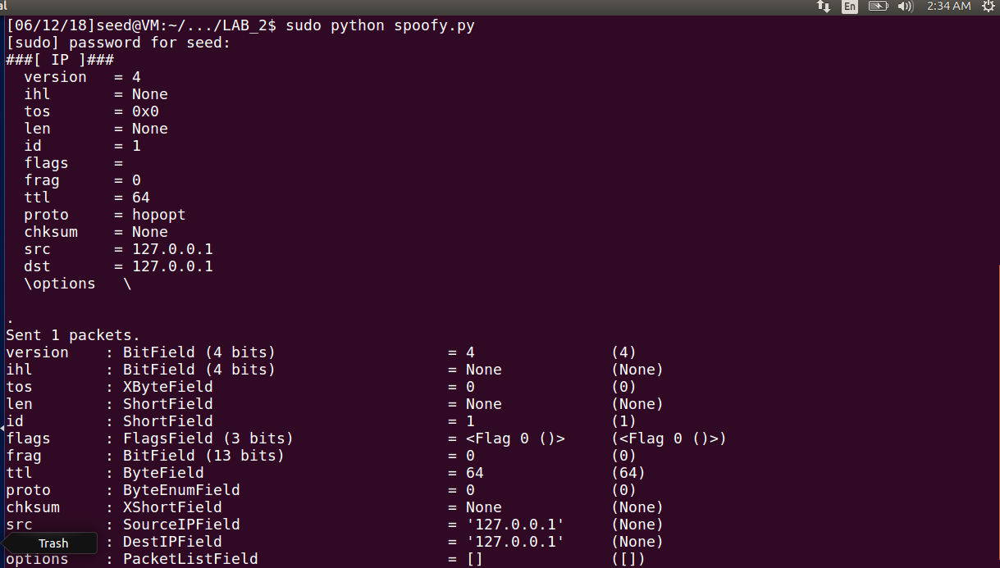 al En 2:34 AM
[06/12/18]seed@VM:~/.../LAB_2$ sudo python spoofy.py
[sudo] password for seed:
###[ IP ]###
  version   = 4
  ihl       = None
  tos       = 0x0
  len       = None
  id        = 1
  flags     =
  frag      = 0
  ttl       = 64
  proto     = hopopt
  chksum    = None
  src       = 127.0.0.1
  dst       = 127.0.0.1
  \options   \
.
Sent 1 packets.
version    : BitField (4 bits)                   = 4               (4)
ihl        : BitField (4 bits)                   = None            (None)
tos        : XByteField                          = 0               (0)
len        : ShortField                          = None            (None)
id         : ShortField                          = 1               (1)
flags      : FlagsField (3 bits)                 = <Flag 0 ()>     (<Flag 0 ()>)
frag       : BitField (13 bits)                  = 0               (0)
ttl        : ByteField                           = 64              (64)
proto      : ByteEnumField                       = 0               (0)
chksum     : XShortField                         = None            (None)
src        : SourceIPField                       = '127.0.0.1'     (None)
Trash      : DestIPField                         = '127.0.0.1'     (None)
options    : PacketListField                     = []              ([])